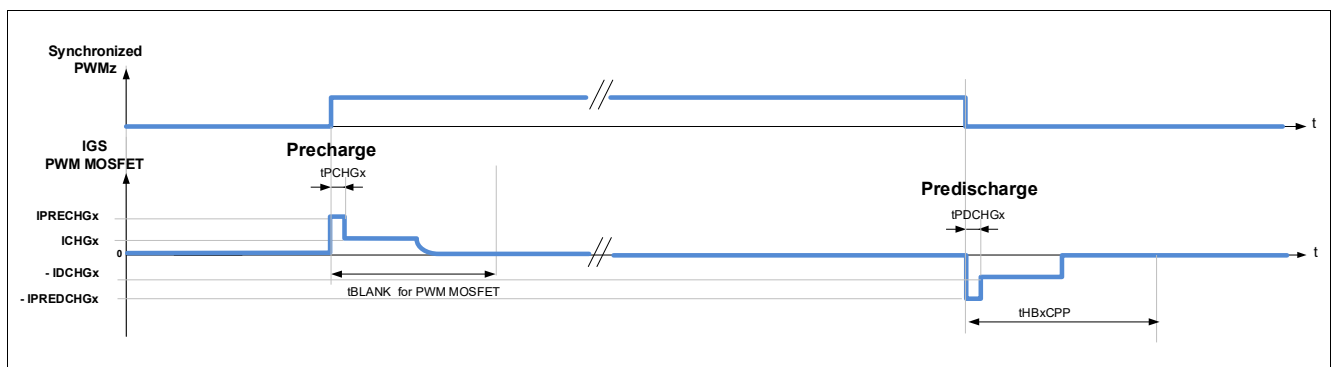 Synchronized
PWMz
t
IGS
PWM MOSFET
Precharge
tPCHGx
Predischarge
tPDCHGx
IPRECHGx
ICHGx
0
t
- IDCHGx
- IPREDCHGx
tBLANK for PWM MOSFET
tHBxCPP